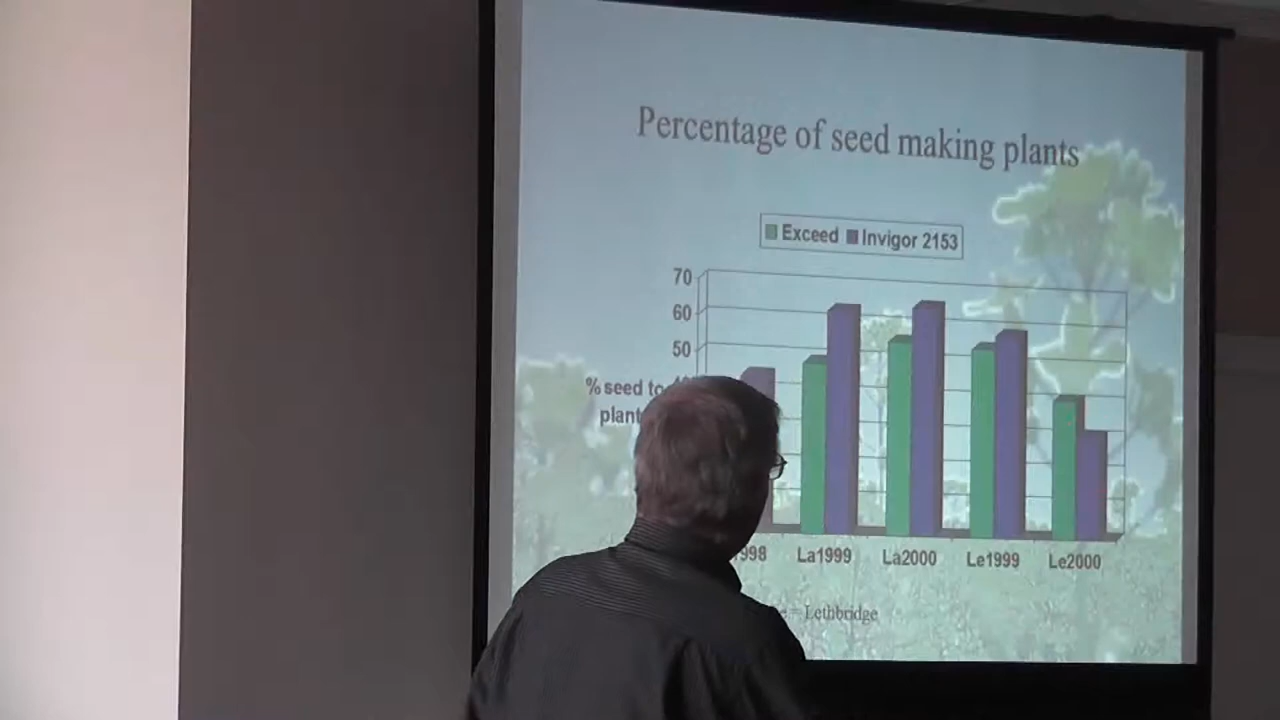 Percentage of seed making plants
Exceed Invigor 2153
70
60
50
% seed to
plant
998 La1999 La2000 Le1999 Le2000
= Lethbridge